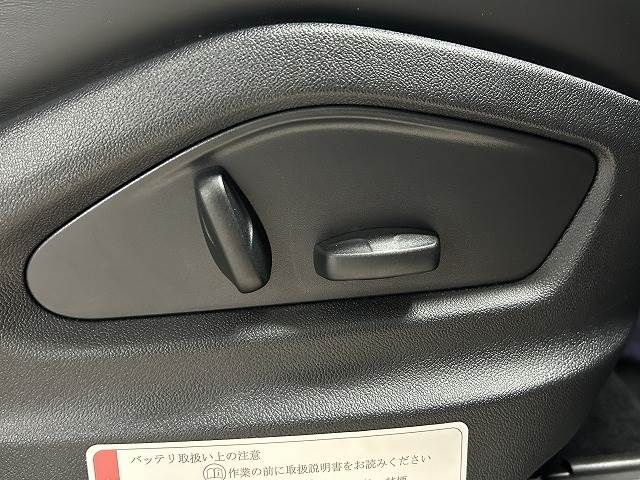 バッテリ取扱い上の注意
作業の前に取扱説明書をお読みください